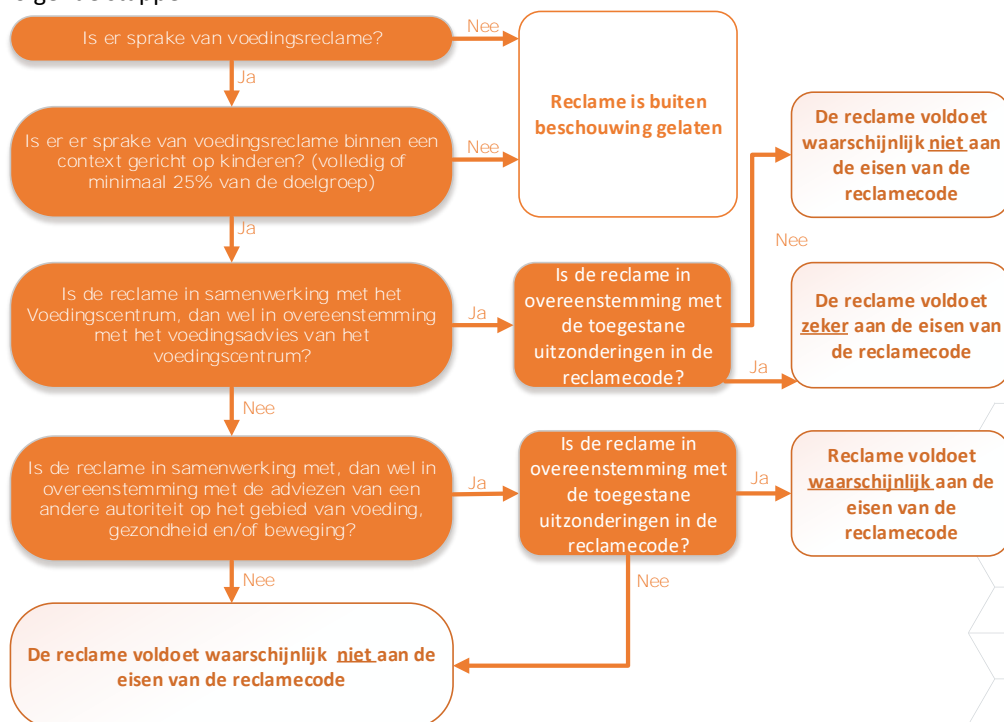 Is er sprake van voedingsreclame?
Nee
Ja
Reclame is buiten
beschouwing gelaten
Is er er sprake van voedingsreclame binnen een
context gericht op kinderen? (volledig of
minimaal 25% van de doelgroep)
Nee
Ja
De reclame voldoet
waarschijnlijk niet aan
de eisen van de
reclamecode
Is de reclame in samenwerking met het
Voedingscentrum, dan wel in overeenstemming
met het voedingsadvies van het
voedingscentrum?
Ja
Nee
Is de reclame in
overeenstemming met
de toegestane
uitzonderingen in de
reclamecode?
Nee
Ja
De reclame voldoet
zeker aan de eisen van
de reclamecode
Is de reclame in samenwerking met, dan wel in
overeenstemming met de adviezen van een
andere autoriteit op het gebied van voeding,
gezondheid en/of beweging?
Ja
Nee
Is de reclame in
overeenstemming met
de toegestane
uitzonderingen in de
reclamecode?
Ja
Nee
Reclame voldoet
waarschijnlijk aan de
eisen van de
reclamecode
De reclame voldoet waarschijnlijk niet aan de
eisen van de reclamecode